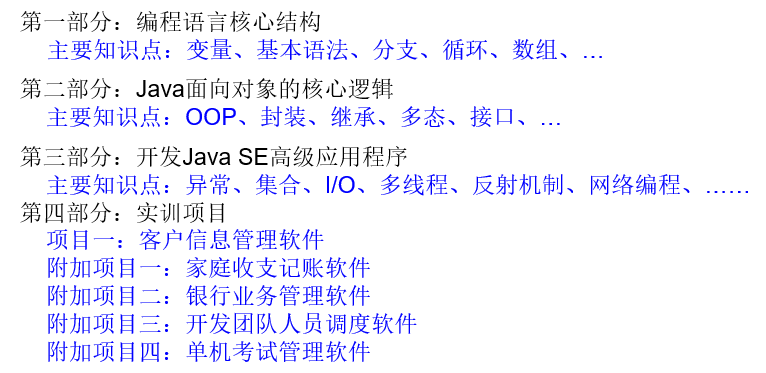 第一部分：编程语言核心结构
主要知识点：变量、基本语法、分支、循环、数组、…
第二部分：Java面向对象的核心逻辑
主要知识点：OOP、封装、继承、多态、接口、…
第三部分：开发Java SE高级应用程序
主要知识点：异常、集合、I/O、多线程、反射机制、网络编程、……
第四部分：实训项目
项目一：客户信息管理软件
附加项目一：家庭收支记账软件
附加项目二：银行业务管理软件
附加项目三：开发团队人员调度软件
附加项目四：单机考试管理软件